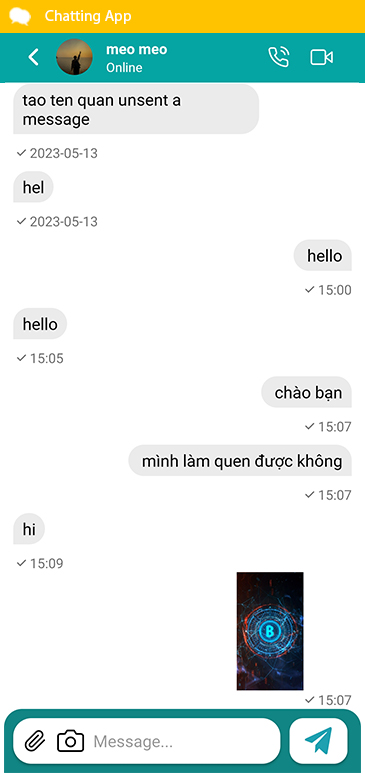 Chatting App
meo meo
Online
tao ten quan unsent a
message
2023-05-13
hel
2023-05-13
hello
15:00
hello
15:05
chào bạn
15:07
mình làm quen được không
15:07
hi
15:09
B
15:07
Message...